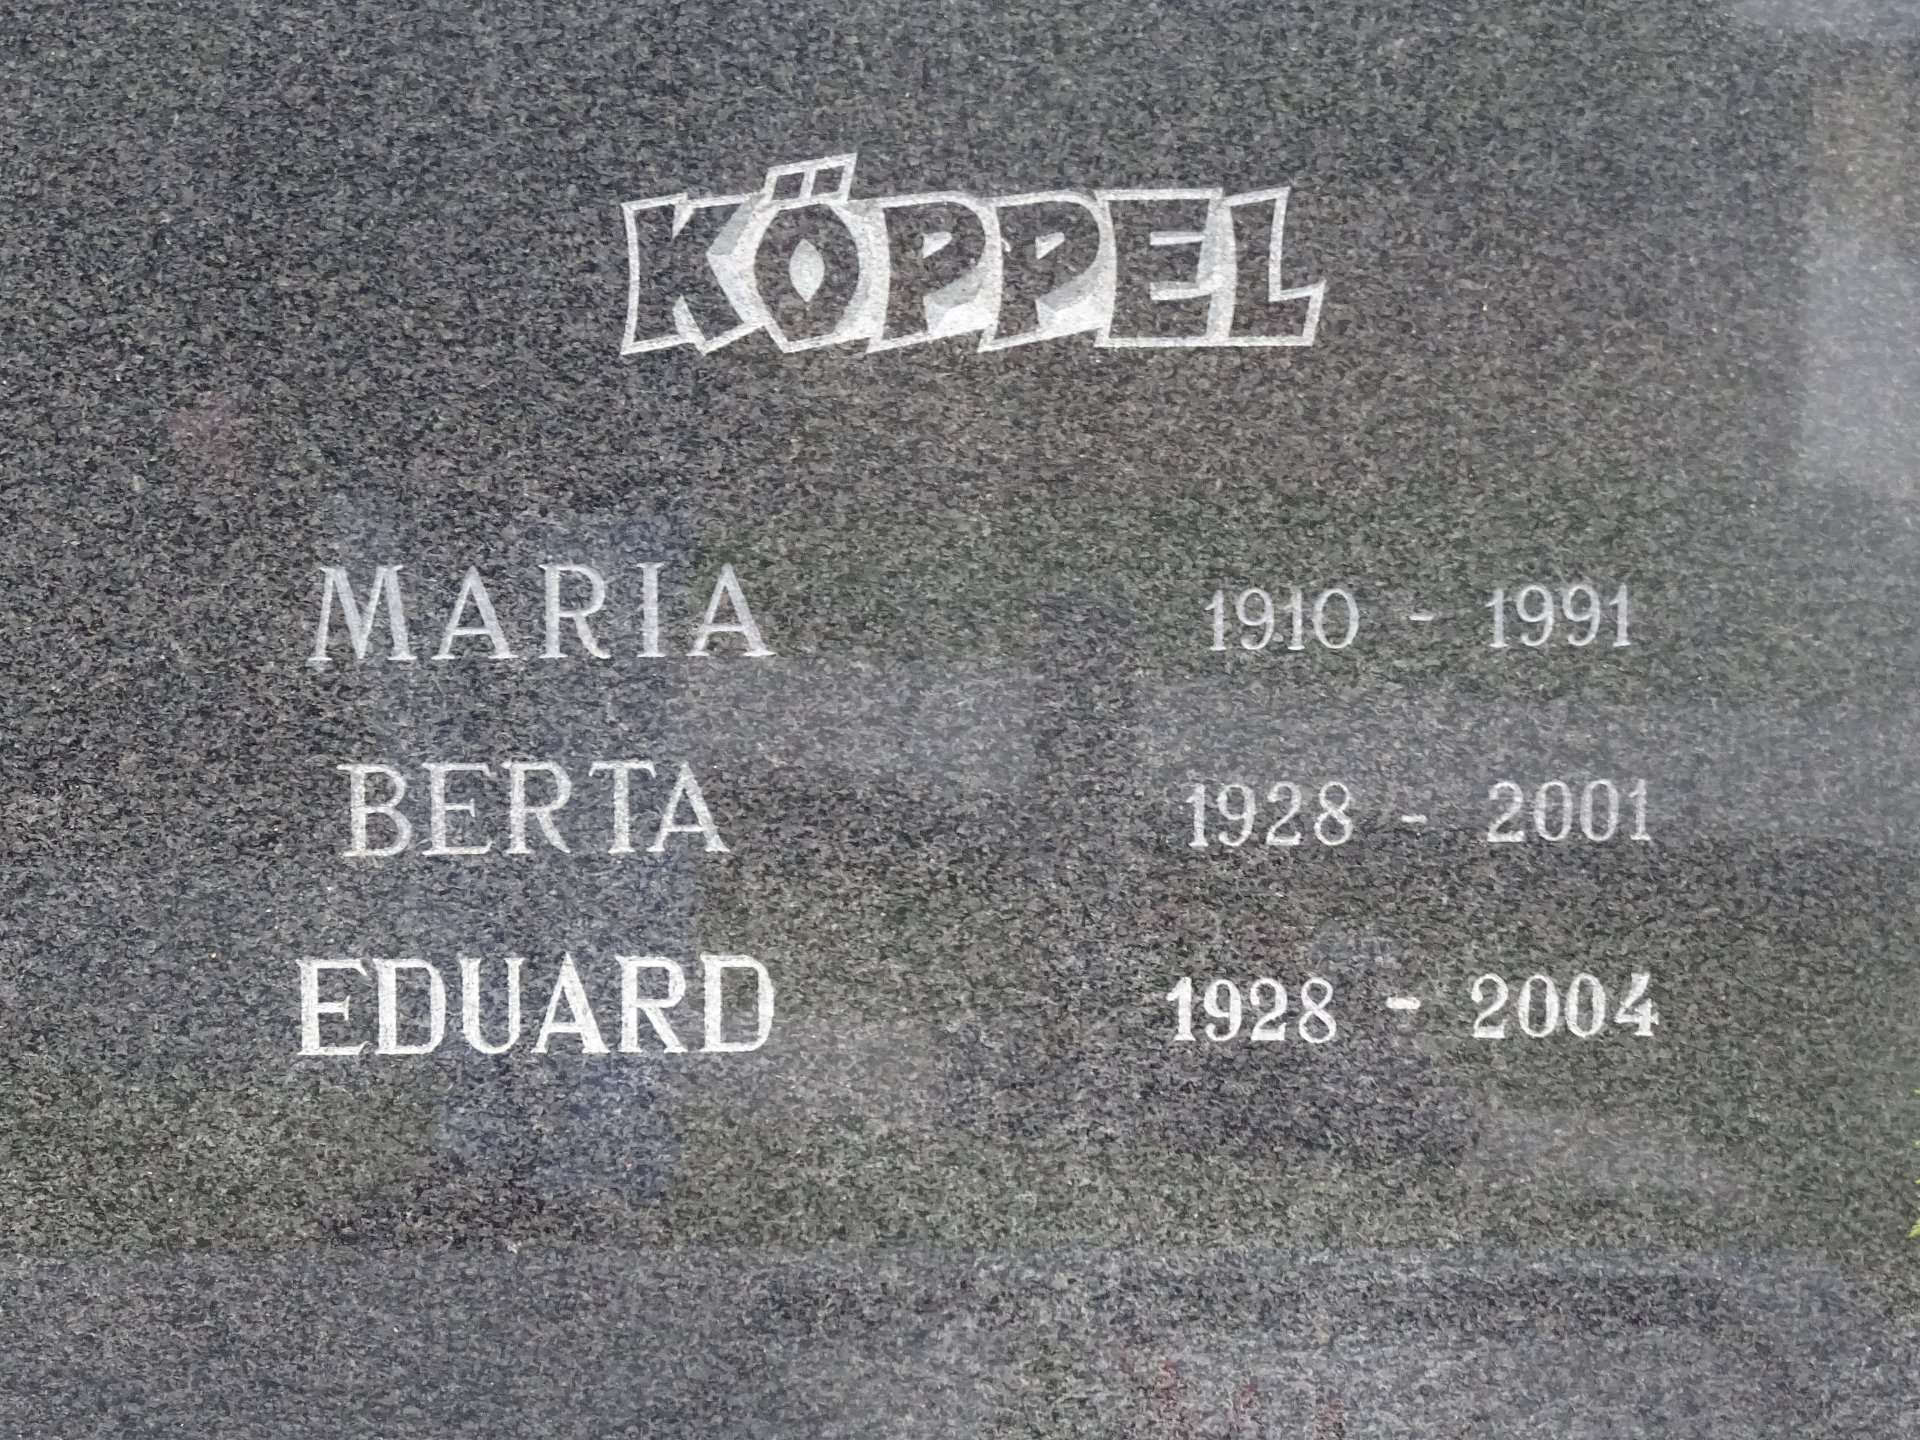 KÖPPEL
MARIA 1910 - 1991
BERTA 1928 - 2001
EDUARD 1928 - 2004